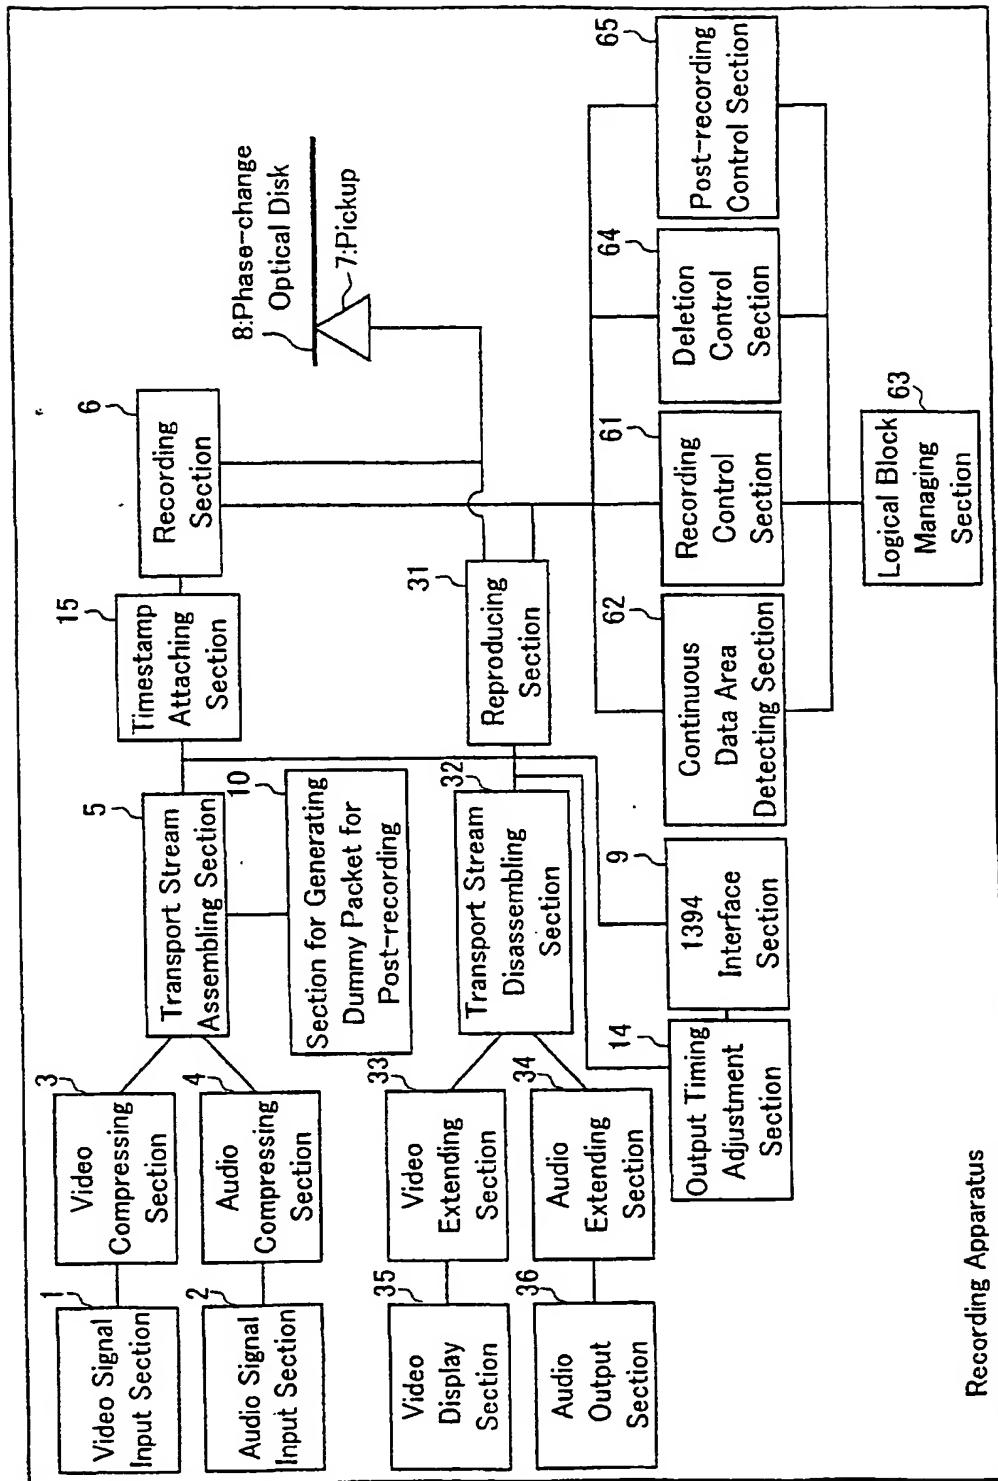 1
Video Signal
Input Section
3
Video
Compressing
Section
2
Audio Signal
Input Section
4
Audio
Compressing
Section
5
Transport Stream
Assembling Section
15
Timestamp
Attaching
Section
6
Recording
Section
8:Phase-change
Optical Disk
7:Pickup
10
Section for Generating
Dummy Packet for
Post-recording
35
Video
Display
Section
33
Video
Extending
Section
36
Audio
Output
Section
34
Audio
Extending
Section
32
Transport Stream
Disassembling
Section
31
Reproducing
Section
14
Output Timing
Adjustment
Section
9
1394
Interface
Section
62
Continuous
Data Area
Detecting Section
61
Recording
Control
Section
64
Deletion
Control
Section
65
Post-recording
Control Section
63
Logical Block
Managing
Section
Recording Apparatus